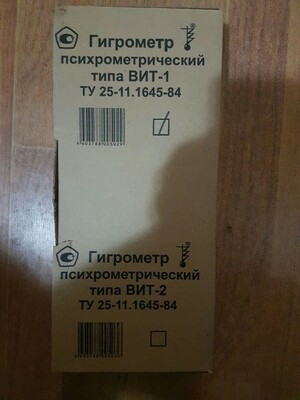 Гигрометр
психрометрический
типа ВИТ-1
ТУ 25-11.1645-84
Гигрометр
психрометрический
типа ВИТ-2
ТУ 25-11.1645-84